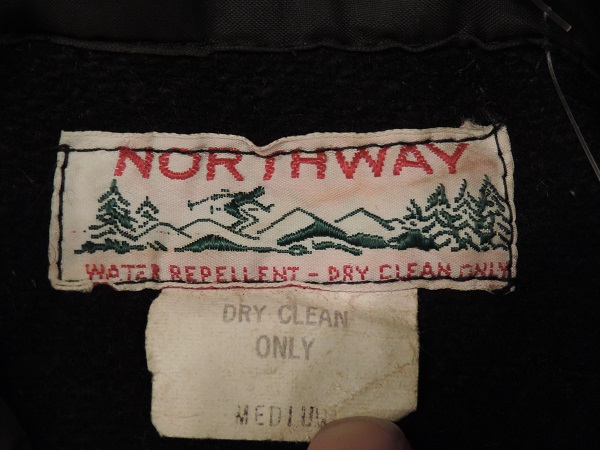 NORTHWAY
WATER REPELLENT - DRY CLEAN ONLY
DRY CLEAN
ONLY
MEDIUM